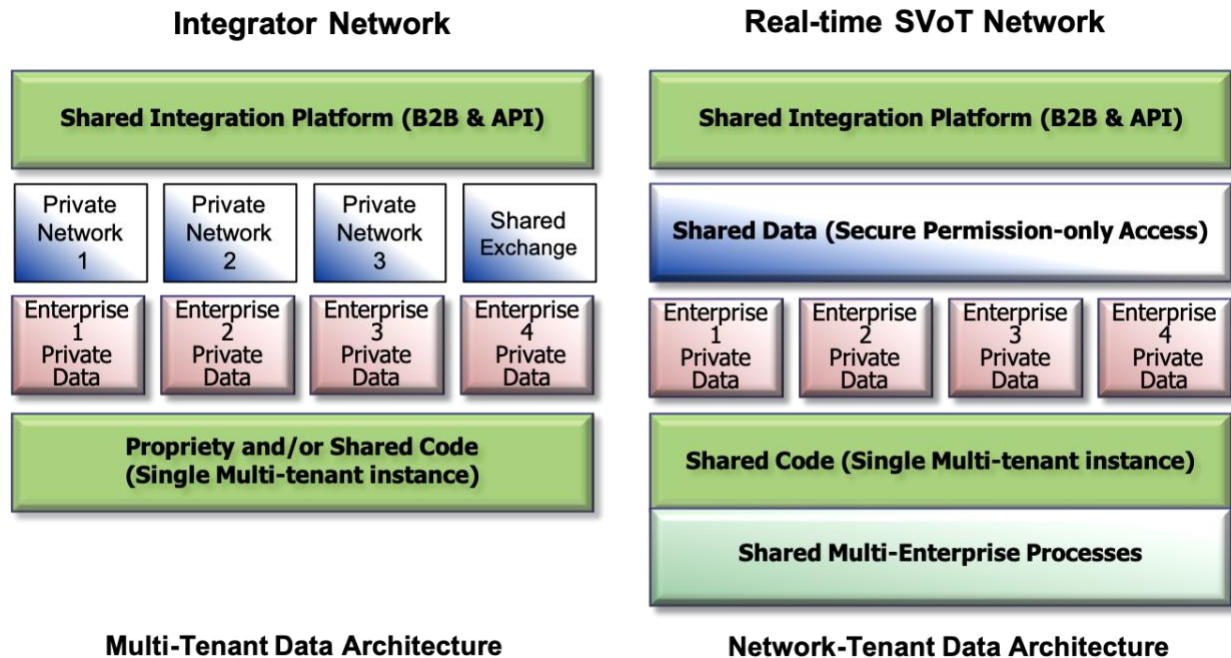 Integrator Network
Shared Integration Platform (B2B & API)
Private
Network
1
Private
Network
2
Private
Network
3
Shared
Exchange
Enterprise
1
Private
Data
Enterprise
2
Private
Data
Enterprise
3
Private
Data
Enterprise
4
Private
Data
Propriety and/or Shared Code
(Single Multi-tenant instance)
Multi-Tenant Data Architecture
Real-time SVoT Network
Shared Integration Platform (B2B & API)
Shared Data (Secure Permission-only Access)
Enterprise
1
Private
Data
Enterprise
2
Private
Data
Enterprise
3
Private
Data
Enterprise
4
Private
Data
Shared Code (Single Multi-tenant instance)
Shared Multi-Enterprise Processes
Network-Tenant Data Architecture